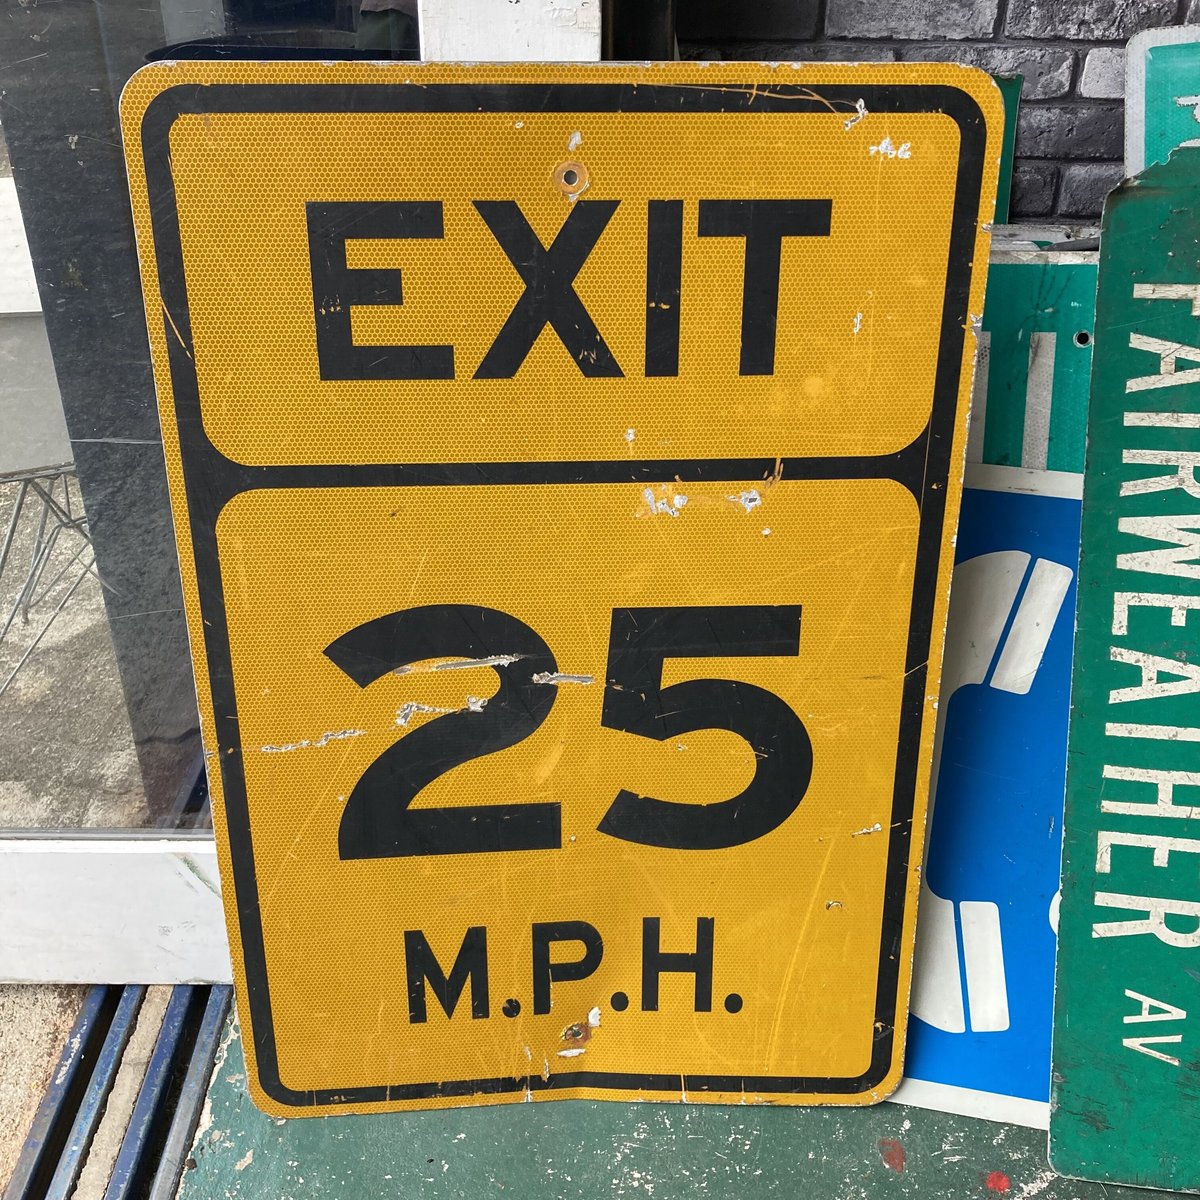 EXIT
25
M.P.H.
FAIRWEATHER AV